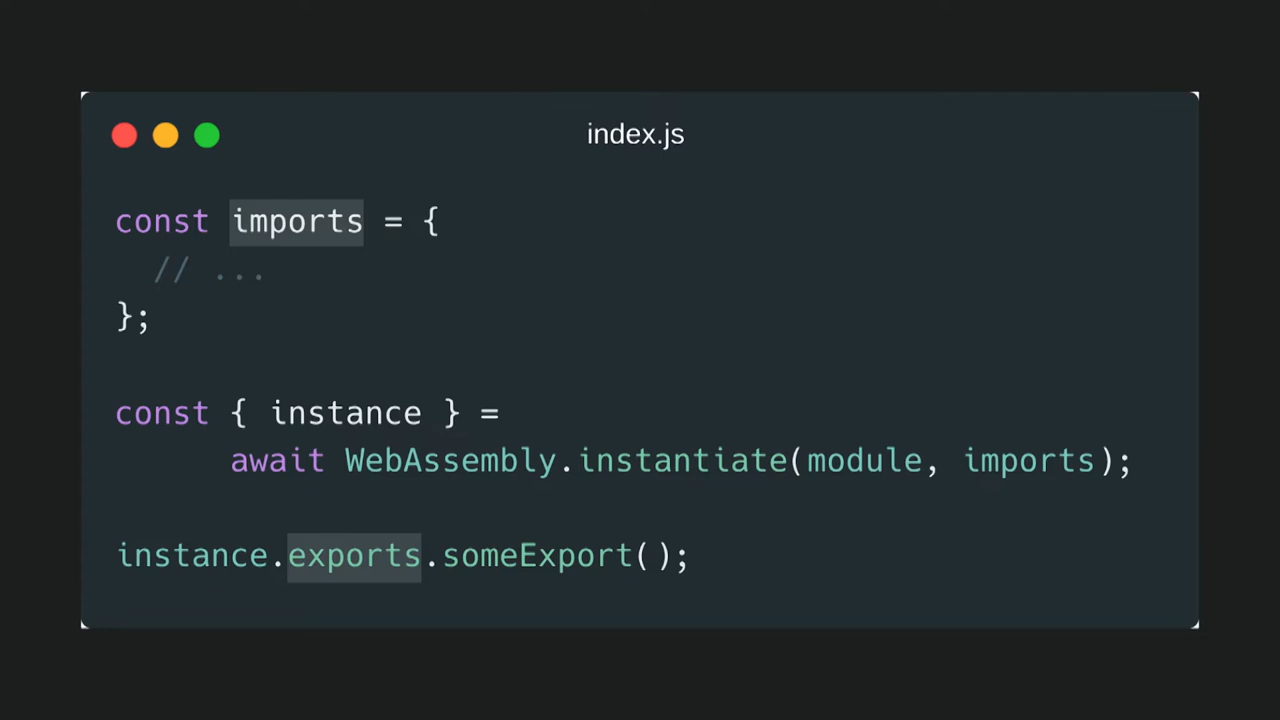 index.js
const imports = {
  // ...
};
const { instance } =
      await WebAssembly.instantiate(module, imports);
instance.exports.someExport();